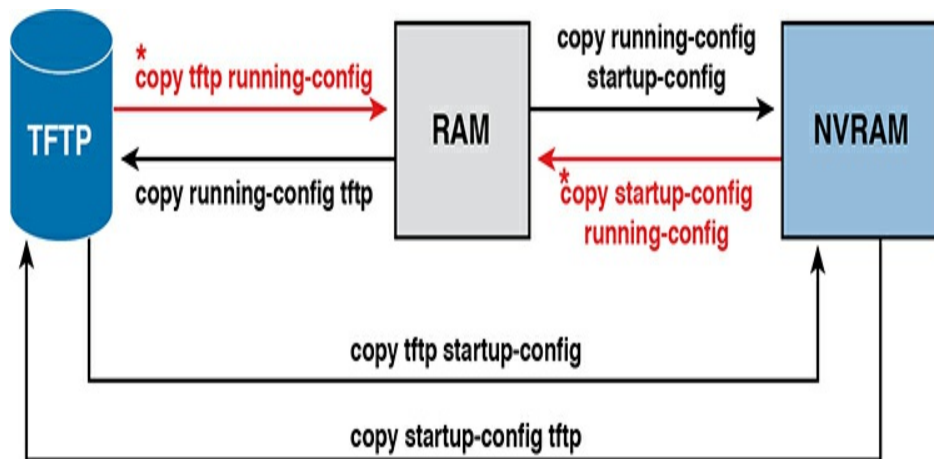 *
copy tftp running-config
copy running-config
startup-config
TFTP
RAM
NVRAM
copy running-config tftp
*
copy startup-config
running-config
copy tftp startup-config
copy startup-config tftp